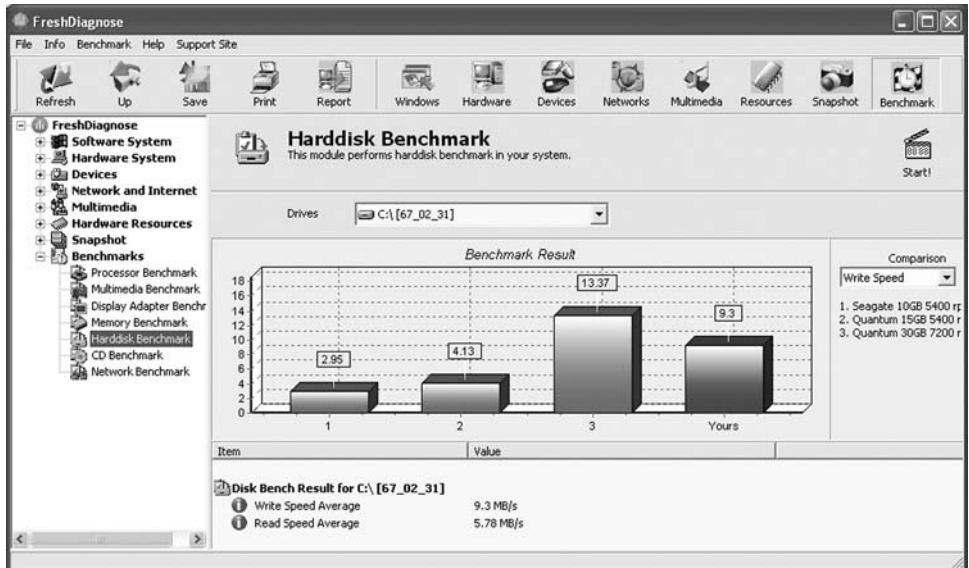 FreshDiagnose
File Info Benchmark Help Support Site
Refresh Up Save Print Report Windows Hardware Devices Networks Multimedia Resources Snapshot Benchmark
FreshDiagnose
Software System
Hardware System
Devices
Network and Internet
Multimedia
Hardware Resources
Snapshot
Benchmarks
Processor Benchmark
Multimedia Benchmark
Display Adapter Benchr
Memory Benchmark
Harddisk Benchmark
CD Benchmark
Network Benchmark
Harddisk Benchmark
This module performs harddisk benchmark in your system.
Start!
Drives C:\ [67_02_31]
Benchmark Result
18
16
14
12
10
8
6
4
2
0
2.95
4.13
13.37
9.3
1 2 3 Yours
Comparison
Write Speed
1. Seagate 10GB 5400 rp
2. Quantum 15GB 5400 r
3. Quantum 30GB 7200 r
Item Value
Disk Bench Result for C:\ [67_02_31]
Write Speed Average 9.3 MB/s
Read Speed Average 5.78 MB/s